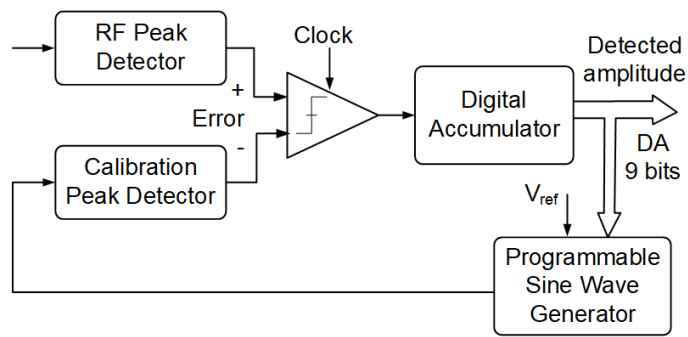 RF Peak
Detector
Clock
+
Error
-
Calibration
Peak Detector
Digital
Accumulator
Detected
amplitude
DA
9 bits
Vref
Programmable
Sine Wave
Generator